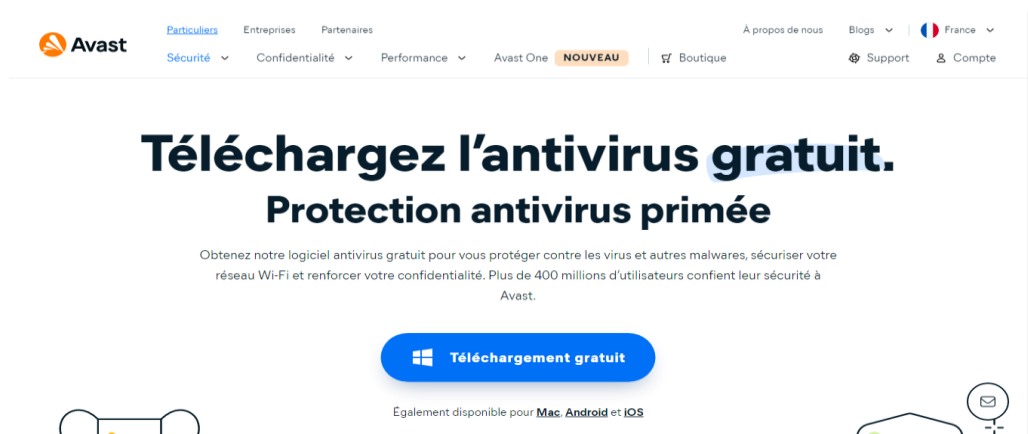 Avast
Particuliers Entreprises Partenaires À propos de nous Blogs France
Sécurité Confidentialité Performance Avast One NOUVEAU Boutique Support Compte
Téléchargez l’antivirus gratuit.
Protection antivirus primée
Obtenez notre logiciel antivirus gratuit pour vous protéger contre les virus et autres malwares, sécuriser votre
réseau Wi-Fi et renforcer votre confidentialité. Plus de 400 millions d’utilisateurs confient leur sécurité à
Avast.
Téléchargement gratuit
Également disponible pour Mac, Android et iOS